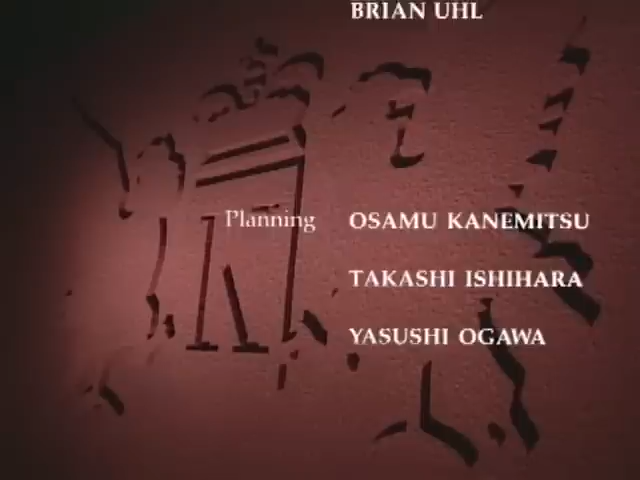 BRIAN UHL
Planning OSAMU KANEMITSU
TAKASHI ISHIHARA
YASUSHI OGAWA